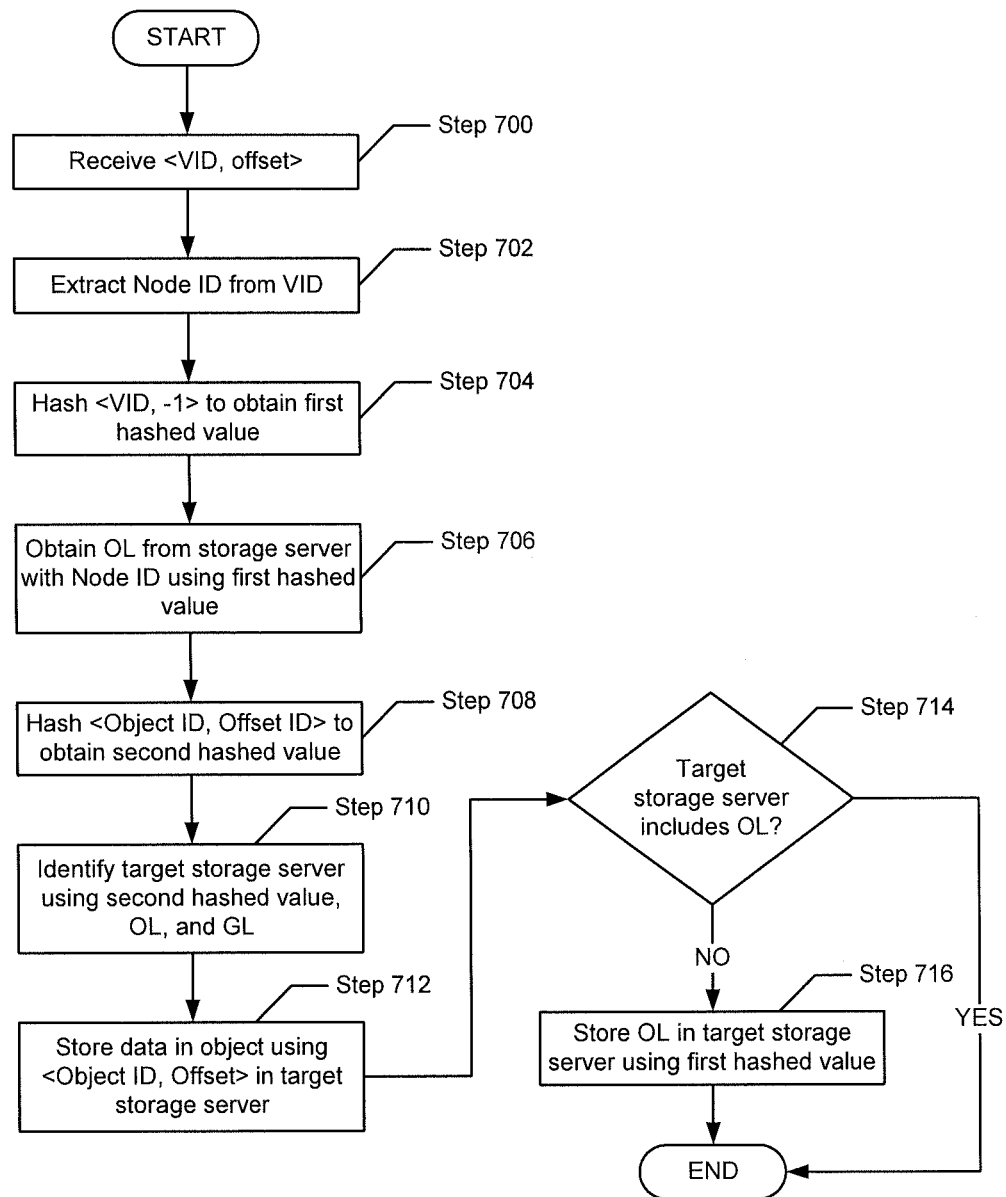 START
Step 700
Receive <VID, offset>
Step 702
Extract Node ID from VID
Step 704
Hash <VID, -1> to obtain first
hashed value
Step 706
Obtain OL from storage server
with Node ID using first hashed
value
Step 708
Hash <Object ID, Offset ID> to
obtain second hashed value
Step 710
Identify target storage server
using second hashed value,
OL, and GL
Step 712
Store data in object using
<Object ID, Offset> in target
storage server
Step 714
Target
storage server
includes OL?
NO
YES
Step 716
Store OL in target storage
server using first hashed value
END